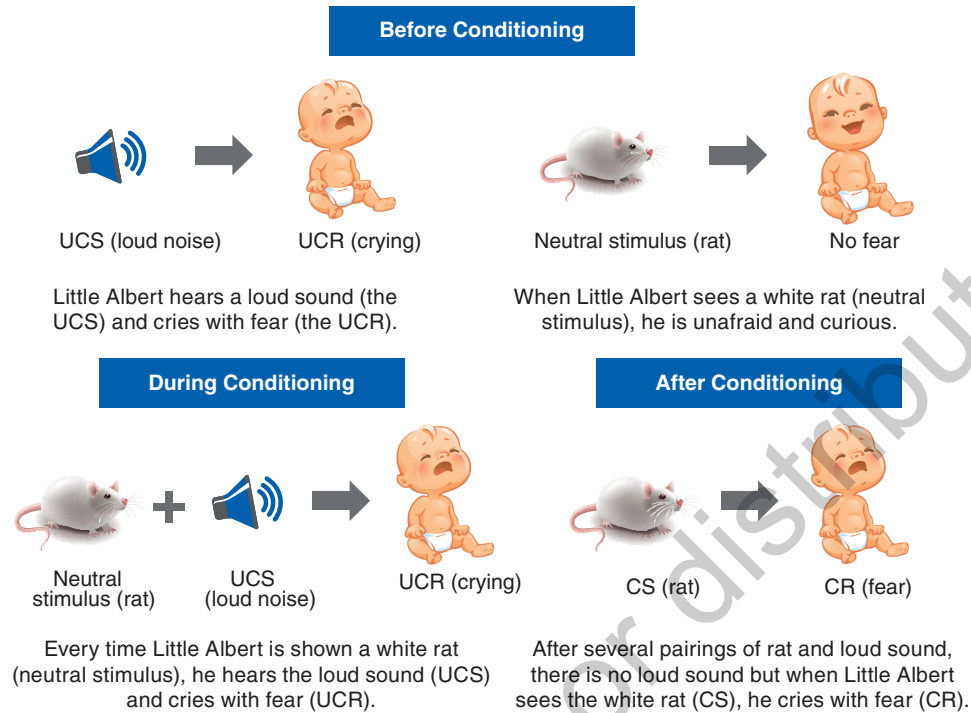 Before Conditioning
UCS (loud noise)
UCR (crying)
Neutral stimulus (rat)
No fear
Little Albert hears a loud sound (the
UCS) and cries with fear (the UCR).
When Little Albert sees a white rat (neutral
stimulus), he is unafraid and curious.
During Conditioning
Neutral
stimulus (rat)
UCS
(loud noise)
UCR (crying)
Every time Little Albert is shown a white rat
(neutral stimulus), he hears the loud sound (UCS)
and cries with fear (UCR).
After Conditioning
CS (rat)
CR (fear)
After several pairings of rat and loud sound,
there is no loud sound but when Little Albert
sees the white rat (CS), he cries with fear (CR).
or distribut